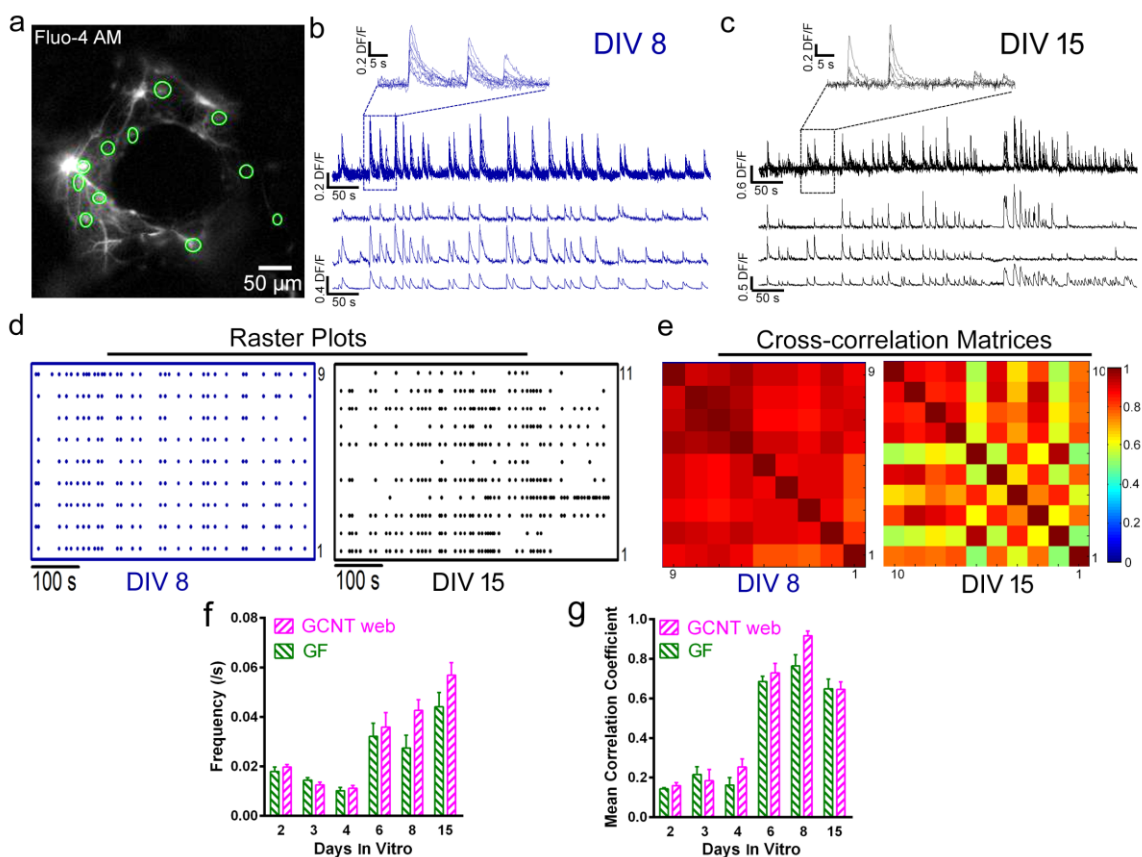 a
Fluo-4 AM
50 µm
b
DIV 8
0.2 DF/F
5 s
0.2 DF/F
50 s
0.4 DF/F
50 s
c
DIV 15
0.2 DF/F
5 s
0.6 DF/F
50 s
0.5 DF/F
50 s
d
Raster Plots
9
1
100 s
DIV 8
11
1
100 s
DIV 15
e
Cross-correlation Matrices
9
1
9
1
DIV 8
10
1
10
1
DIV 15
1
0.8
0.6
0.4
0.2
0
f
GCNT web
GF
Frequency (/s)
0.08
0.06
0.04
0.02
0.00
2 3 4 6 8 15
Days In Vitro
g
GCNT web
GF
Mean Correlation Coefficient
1.0
0.8
0.6
0.4
0.2
0.0
2 3 4 6 8 15
Days In Vitro